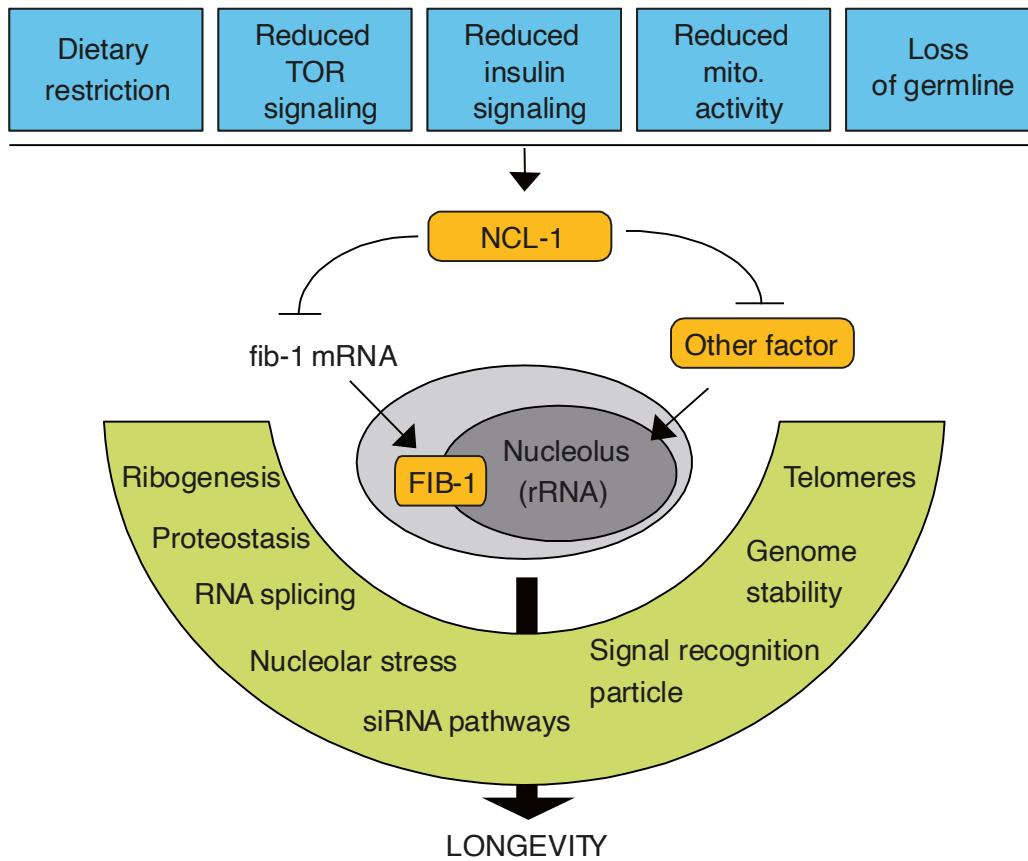 Dietary
restriction
Reduced
TOR
signaling
Reduced
insulin
signaling
Reduced
mito.
activity
Loss
of germline
NCL-1
fib-1 mRNA
Other factor
FIB-1
Nucleolus
(rRNA)
Ribogenesis
Proteostasis
RNA splicing
Nucleolar stress
siRNA pathways
Signal recognition
particle
Genome
stability
Telomeres
LONGEVITY